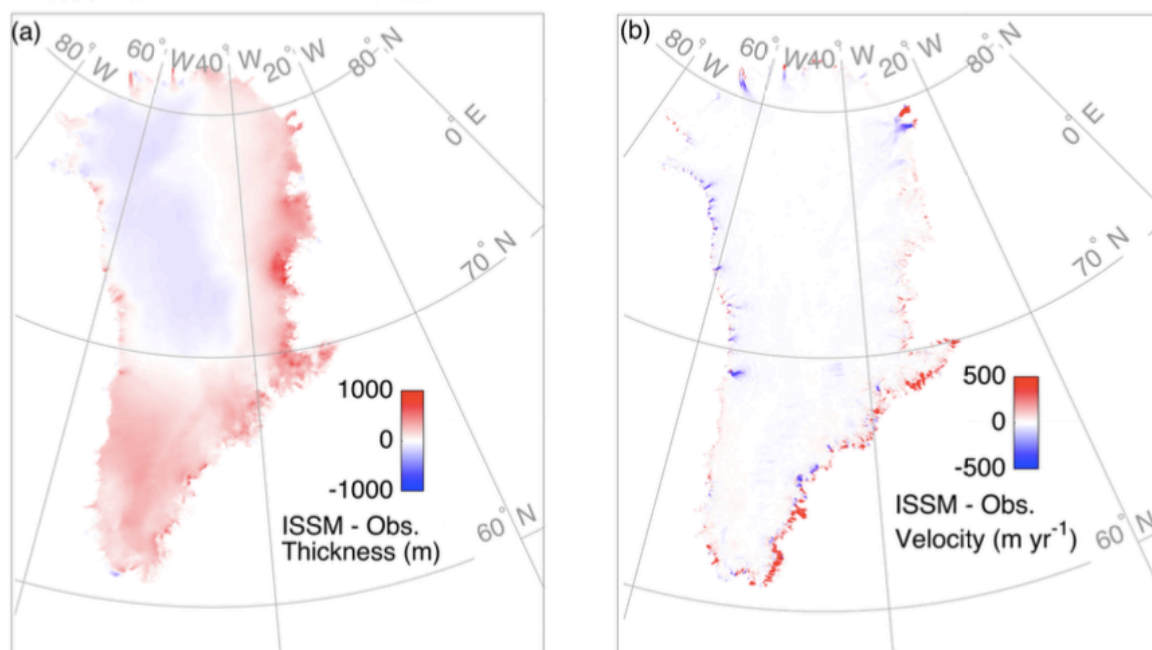 (a)
80° W
60° W
40° W
20° W
80° N
0° E
70° N
60° N
1000
0
-1000
ISSM - Obs.
Thickness (m)
(b)
80° W
60° W
40° W
20° W
80° N
0° E
70° N
60° N
500
0
-500
ISSM - Obs.
Velocity (m yr⁻¹)